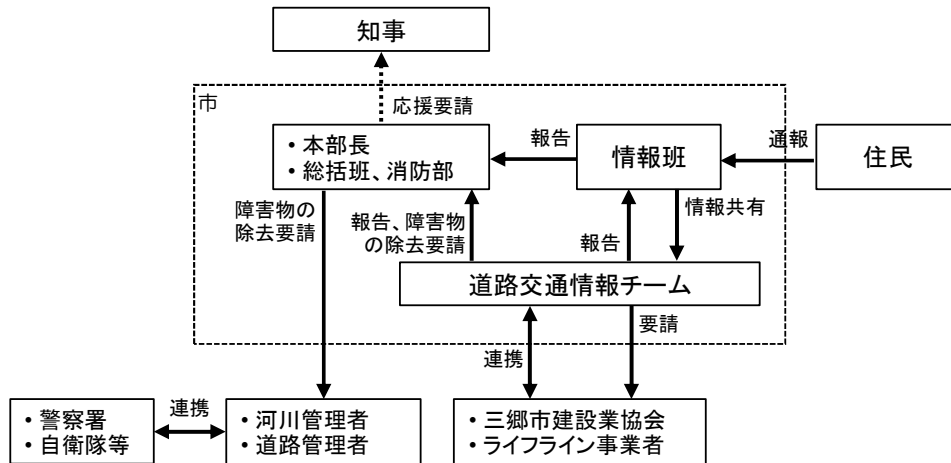 知事
市
応援要請
・本部長
・総括班、消防部
報告
情報班
通報
住民
障害物の
除去要請
報告、障害物
の除去要請
報告
情報共有
道路交通情報チーム
連携
要請
・警察署
・自衛隊等
連携
・河川管理者
・道路管理者
・三郷市建設業協会
・ライフライン事業者